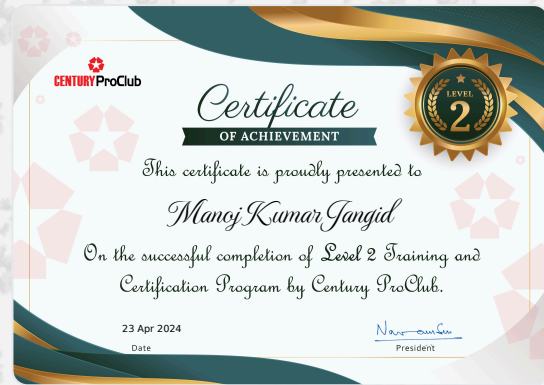 CENTURY ProClub
Certificate
OF ACHIEVEMENT
LEVEL
2
This certificate is proudly presented to
Manoj Kumar Jangid
On the successful completion of Level 2 Training and
Certification Program by Century ProClub.
23 Apr 2024
Date
President